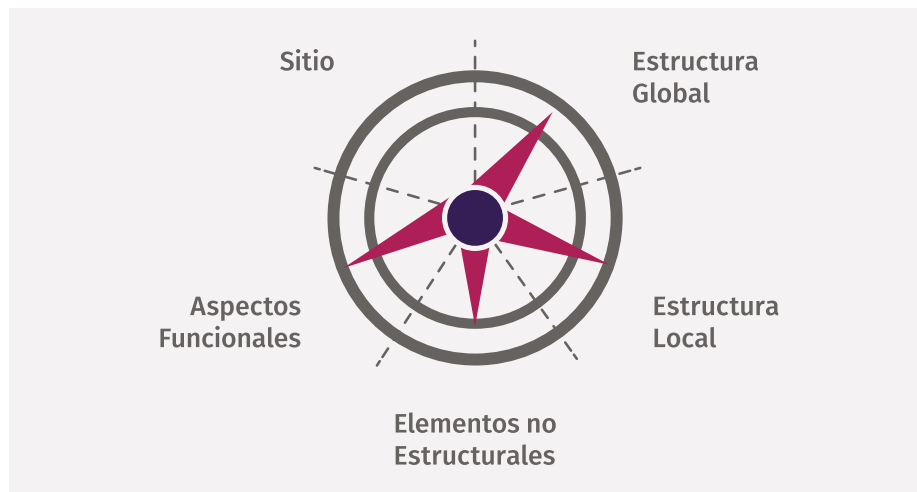 Sitio
Estructura
Global
Aspectos
Funcionales
Estructura
Local
Elementos no
Estructurales